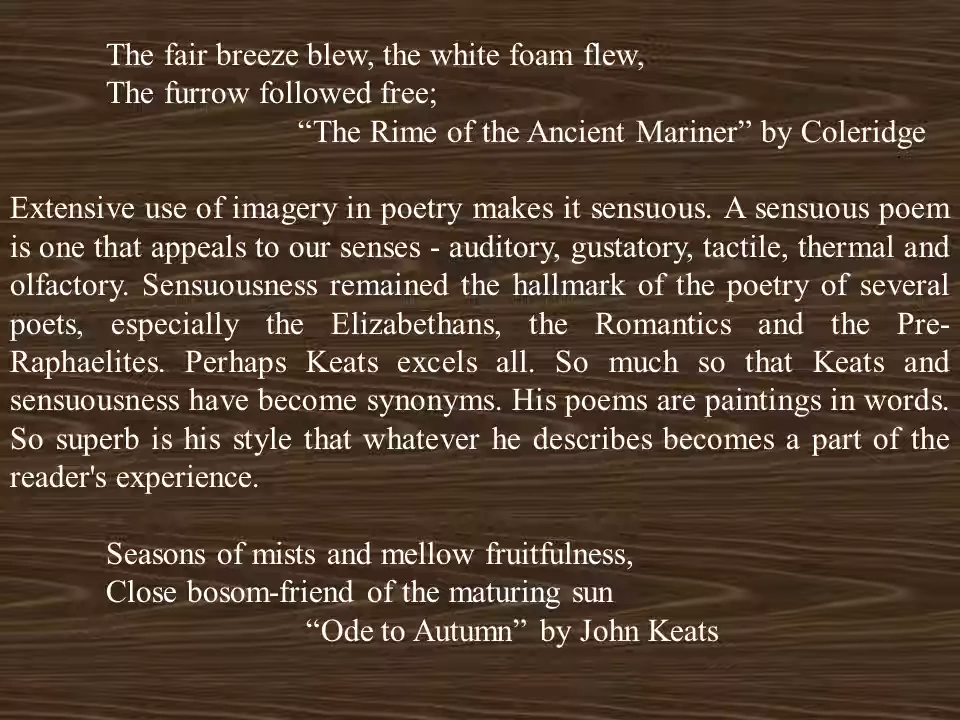 The fair breeze blew, the white foam flew,
The furrow followed free;
“The Rime of the Ancient Mariner” by Coleridge
Extensive use of imagery in poetry makes it sensuous. A sensuous poem
is one that appeals to our senses - auditory, gustatory, tactile, thermal and
olfactory. Sensuousness remained the hallmark of the poetry of several
poets, especially the Elizabethans, the Romantics and the Pre-
Raphaelites. Perhaps Keats excels all. So much so that Keats and
sensuousness have become synonyms. His poems are paintings in words.
So superb is his style that whatever he describes becomes a part of the
reader's experience.
Seasons of mists and mellow fruitfulness,
Close bosom-friend of the maturing sun
“Ode to Autumn” by John Keats